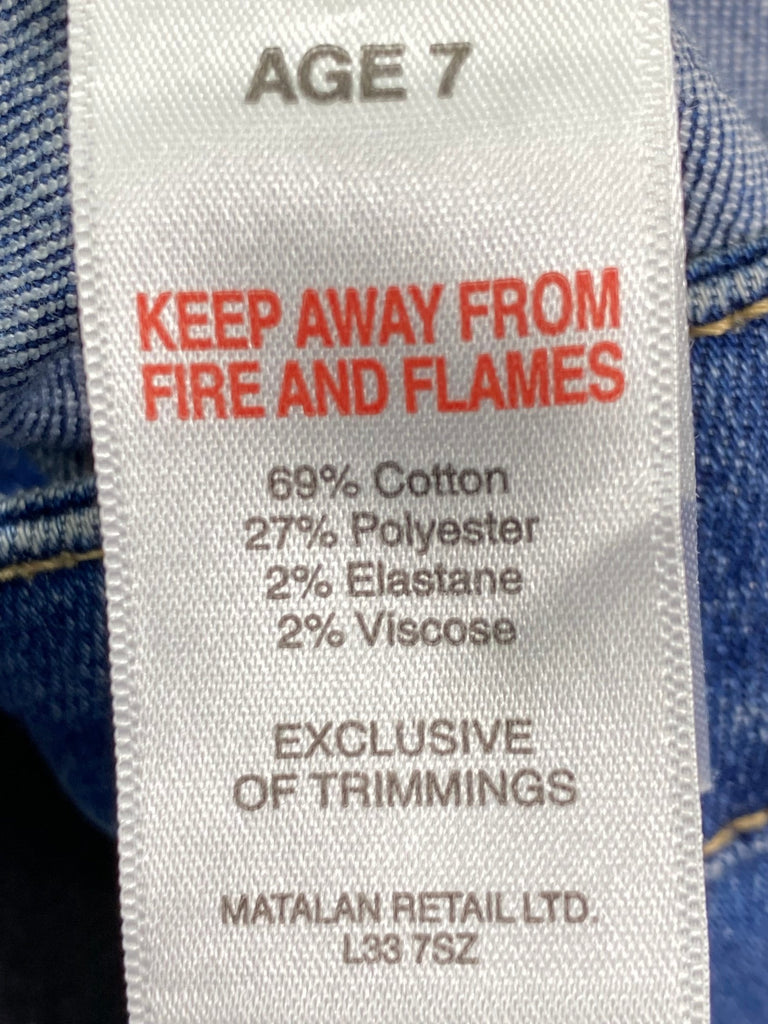 AGE 7
KEEP AWAY FROM
FIRE AND FLAMES
69% Cotton
27% Polyester
2% Elastane
2% Viscose
EXCLUSIVE
OF TRIMMINGS
MATALAN RETAIL LTD.
L33 7SZ